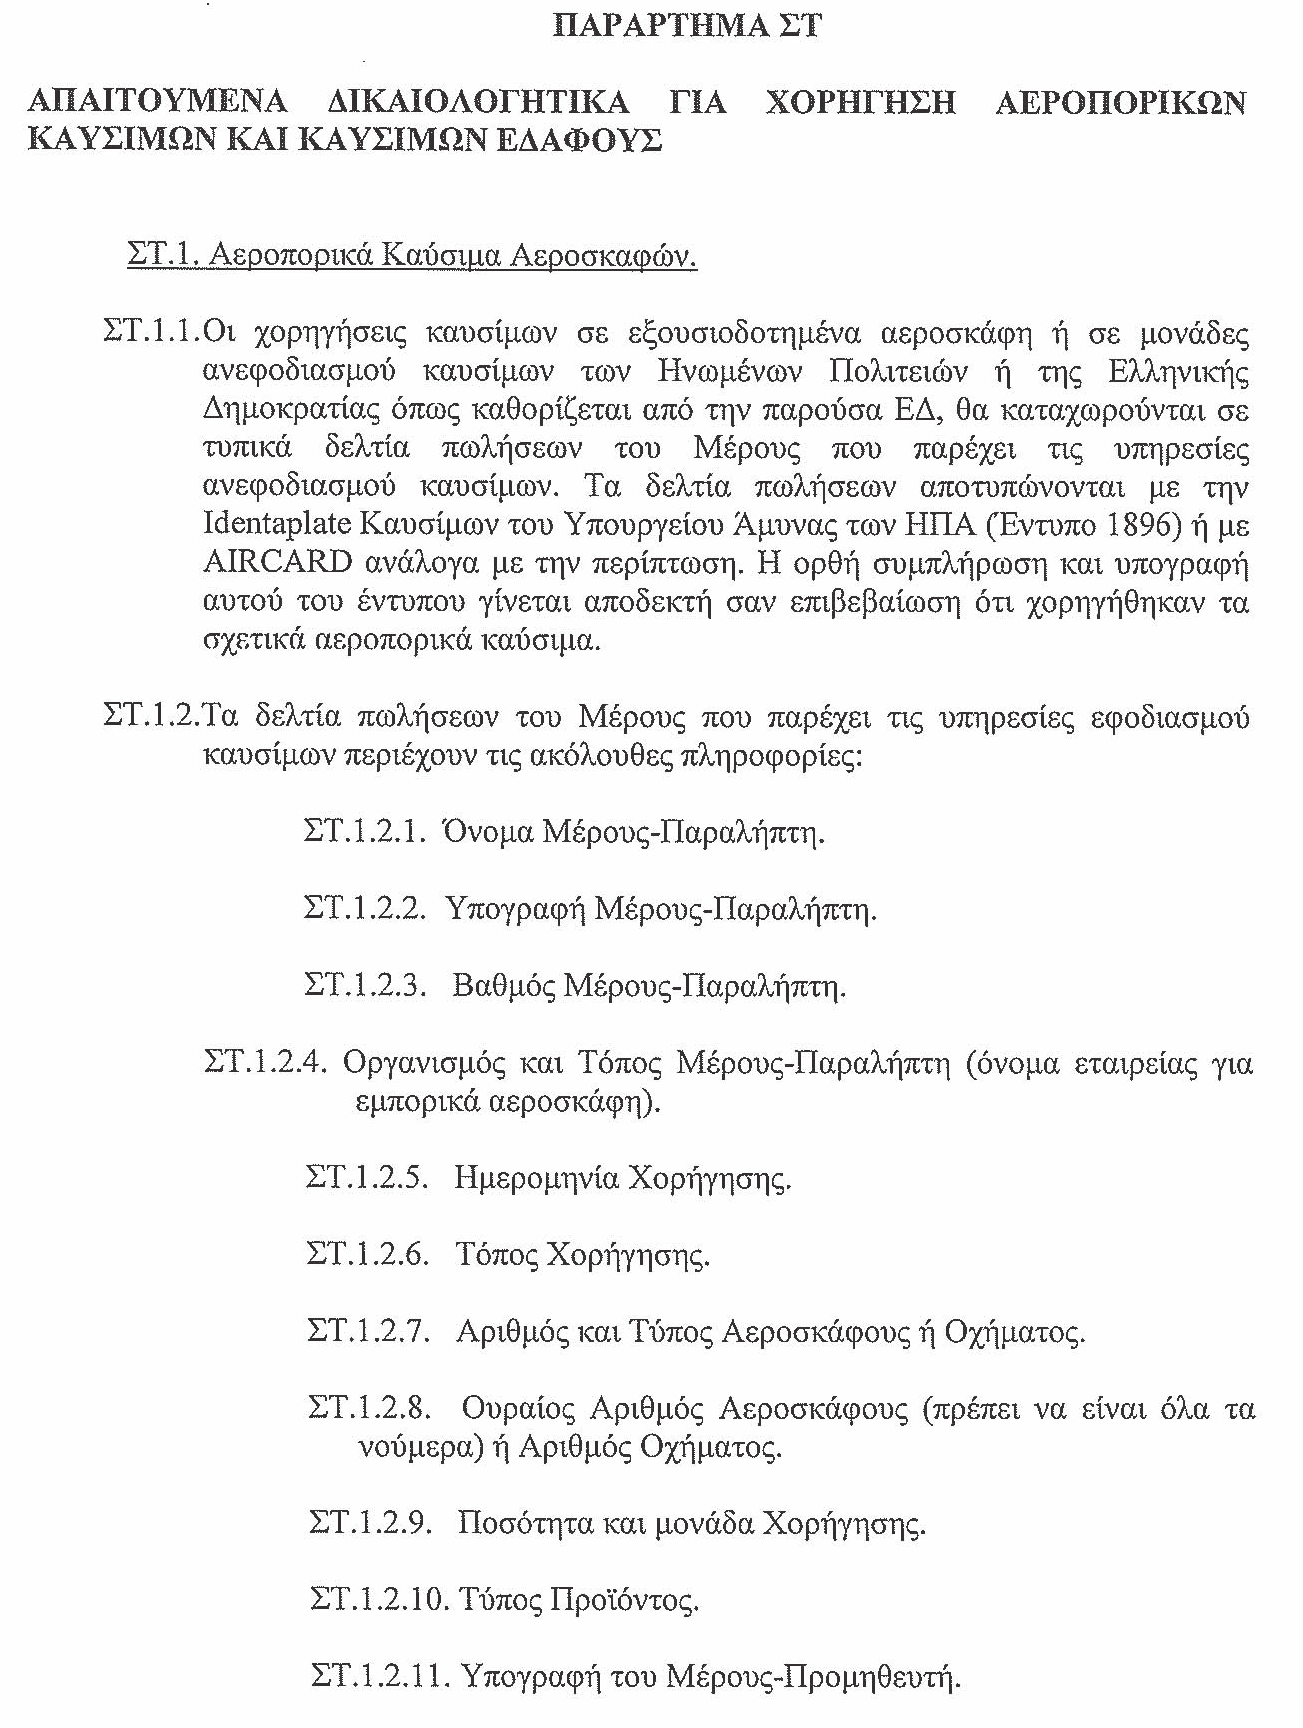 ΠΑΡΑΡΤΗΜΑ ΣΤ
ΑΠΑΙΤΟΥΜΕΝΑ ΔΙΚΑΙΟΛΟΓΗΤΙΚΑ ΓΙΑ ΧΟΡΗΓΗΣΗ ΑΕΡΟΠΟΡΙΚΩΝ
ΚΑΥΣΙΜΩΝ ΚΑΙ ΚΑΥΣΙΜΩΝ ΕΔΑΦΟΥΣ
ΣΤ.1. Αεροπορικά Καύσιμα Αεροσκαφών.
ΣΤ.1.1.Οι χορηγήσεις καυσίμων σε εξουσιοδοτημένα αεροσκάφη ή σε μονάδες
ανεφοδιασμού καυσίμων των Ηνωμένων Πολιτειών ή της Ελληνικής
Δημοκρατίας όπως καθορίζεται από την παρούσα ΕΔ, θα καταχωρούνται σε
τυπικά δελτία πωλήσεων του Μέρους που παρέχει τις υπηρεσίες
ανεφοδιασμού καυσίμων. Τα δελτία πωλήσεων αποτυπώνονται με την
Identaplate Καυσίμων του Υπουργείου Άμυνας των ΗΠΑ (Έντυπο 1896) ή με
AIRCARD ανάλογα με την περίπτωση. Η ορθή συμπλήρωση και υπογραφή
αυτού του έντυπου γίνεται αποδεκτή σαν επιβεβαίωση ότι χορηγήθηκαν τα
σχετικά αεροπορικά καύσιμα.
ΣΤ.1.2.Τα δελτία πωλήσεων του Μέρους που παρέχει τις υπηρεσίες εφοδιασμού
καυσίμων περιέχουν τις ακόλουθες πληροφορίες:
ΣΤ.1.2.1. Όνομα Μέρους-Παραλήπτη.
ΣΤ.1.2.2. Υπογραφή Μέρους-Παραλήπτη.
ΣΤ.1.2.3. Βαθμός Μέρους-Παραλήπτη.
ΣΤ.1.2.4. Οργανισμός και Τόπος Μέρους-Παραλήπτη (όνομα εταιρείας για
εμπορικά αεροσκάφη).
ΣΤ.1.2.5. Ημερομηνία Χορήγησης.
ΣΤ.1.2.6. Τόπος Χορήγησης.
ΣΤ.1.2.7. Αριθμός και Τύπος Αεροσκάφους ή Οχήματος.
ΣΤ.1.2.8. Ουραίος Αριθμός Αεροσκάφους (πρέπει να είναι όλα τα
νούμερα) ή Αριθμός Οχήματος.
ΣΤ.1.2.9. Ποσότητα και μονάδα Χορήγησης.
ΣΤ.1.2.10. Τύπος Προϊόντος.
ΣΤ.1.2.11. Υπογραφή του Μέρους-Προμηθευτή.